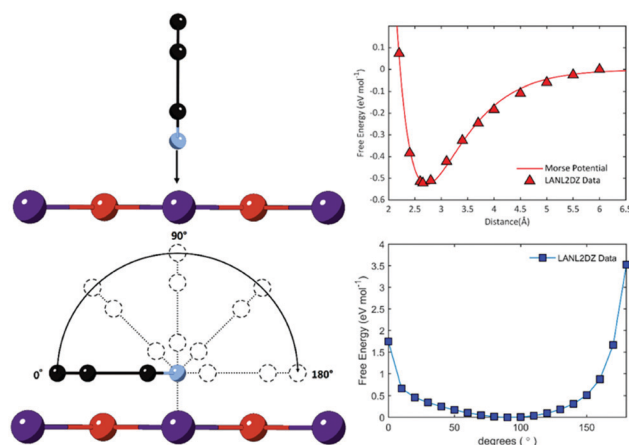 0.1
0
-0.1
-0.2
-0.3
-0.4
-0.5
-0.6
Free Energy (eV mol⁻¹)
Morse Potential
LANL2DZ Data
2 2.5 3 3.5 4 4.5 5 5.5 6 6.5
Distance(Å)
90°
0°
180°
4
3.5
3
2.5
2
1.5
1
0.5
0
Free Energy (eV mol⁻¹)
LANL2DZ Data
0 50 100 150
degrees (°)